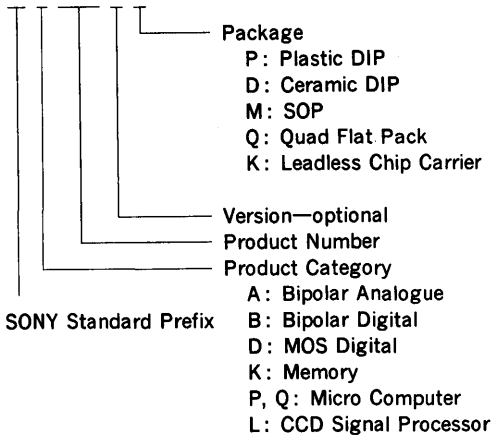 Package
P: Plastic DIP
D: Ceramic DIP
M: SOP
Q: Quad Flat Pack
K: Leadless Chip Carrier
Version—optional
Product Number
Product Category
A: Bipolar Analogue
SONY Standard Prefix
B: Bipolar Digital
D: MOS Digital
K: Memory
P, Q: Micro Computer
L: CCD Signal Processor